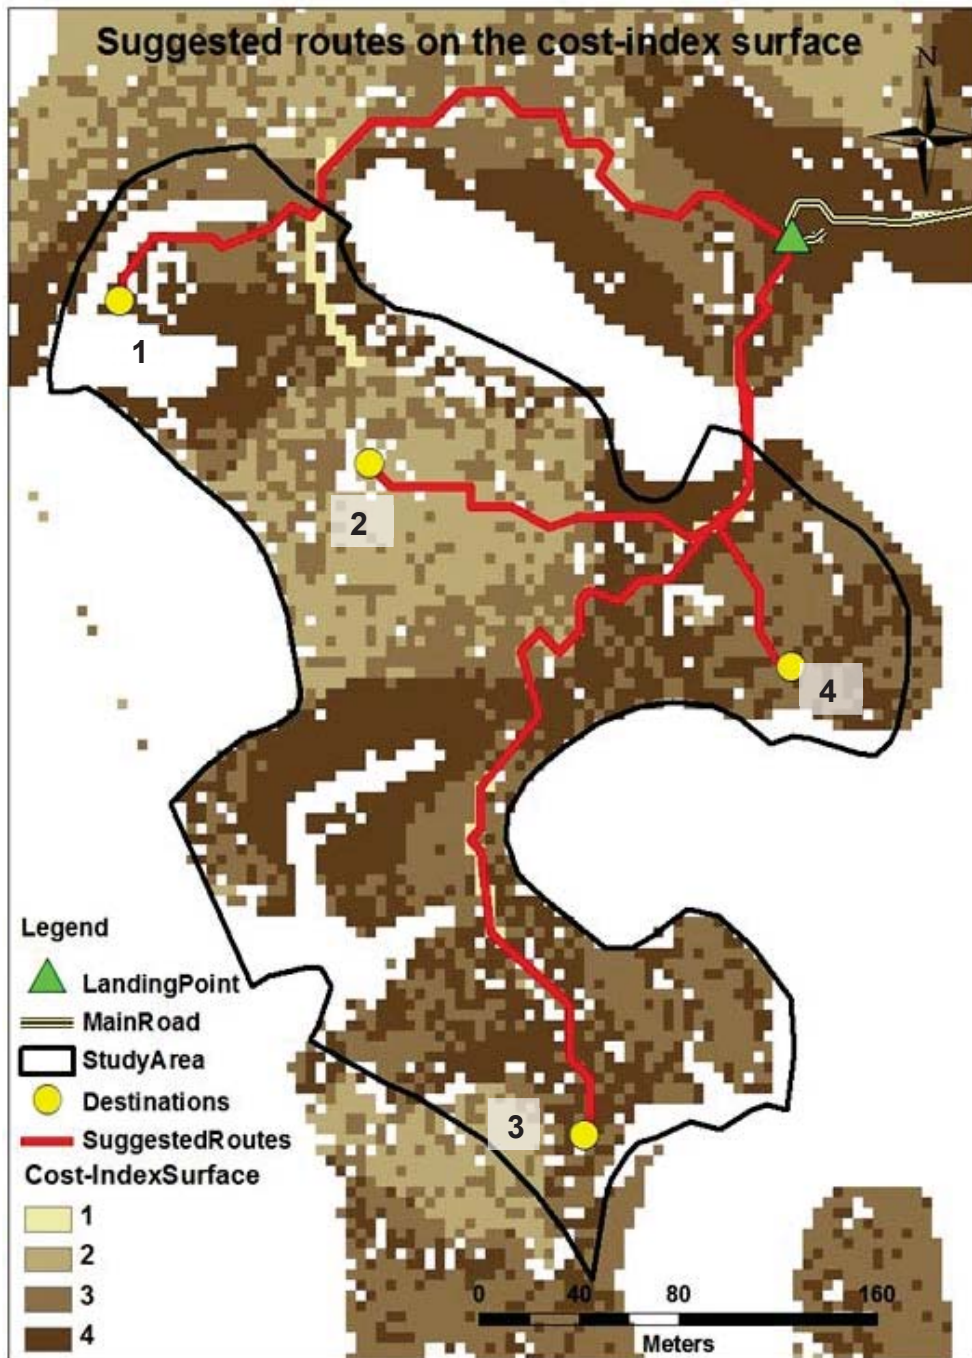 Suggested routes on the cost-index surface
N
1
2
4
3
Legend
LandingPoint
MainRoad
StudyArea
Destinations
SuggestedRoutes
Cost-IndexSurface
1
2
3
4
0 40 80 160
Meters